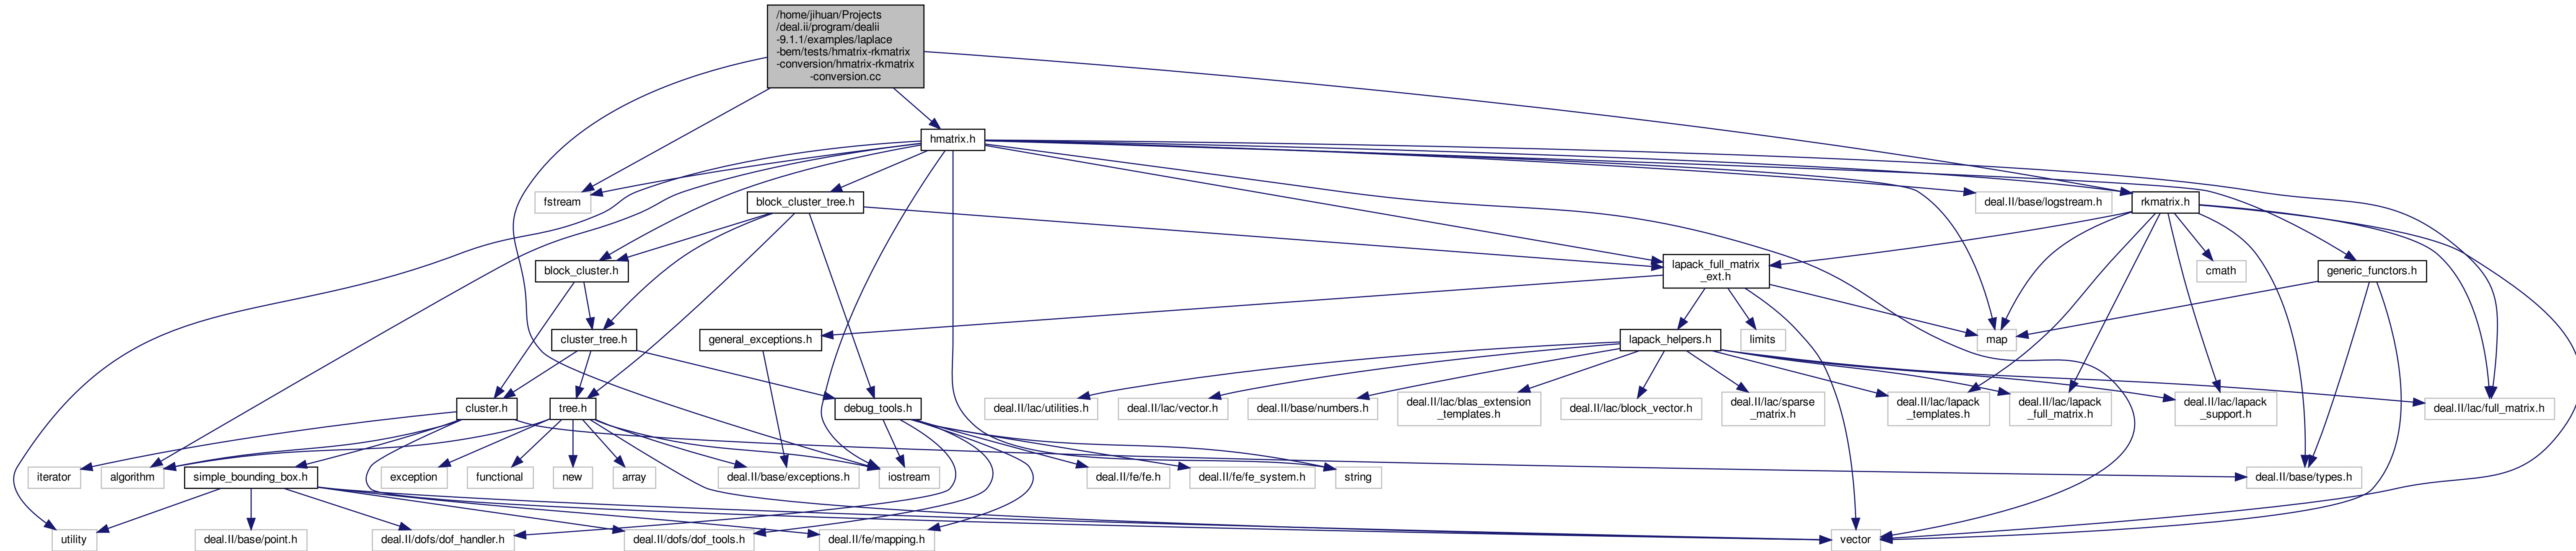 /home/jihuan/Projects
/deal.ii/program/dealii
-9.1.1/examples/laplace
-bem/tests/hmatrix-rkmatrix
-conversion/hmatrix-rkmatrix
-conversion.cc
hmatrix.h
fstream
block_cluster_tree.h
deal.II/base/logstream.h
rkmatrix.h
block_cluster.h
lapack_full_matrix
_ext.h
cmath
generic_functors.h
cluster_tree.h
general_exceptions.h
lapack_helpers.h
limits
map
cluster.h
tree.h
debug_tools.h
deal.II/lac/utilities.h
deal.II/lac/vector.h
deal.II/base/numbers.h
deal.II/lac/blas_extension
_templates.h
deal.II/lac/block_vector.h
deal.II/lac/sparse
_matrix.h
deal.II/lac/lapack
_templates.h
deal.II/lac/lapack
_full_matrix.h
deal.II/lac/lapack
_support.h
deal.II/lac/full_matrix.h
iterator
algorithm
simple_bounding_box.h
exception
functional
new
array
deal.II/base/exceptions.h
iostream
deal.II/fe/fe.h
deal.II/fe/fe_system.h
string
deal.II/base/types.h
utility
deal.II/base/point.h
deal.II/dofs/dof_handler.h
deal.II/dofs/dof_tools.h
deal.II/fe/mapping.h
vector